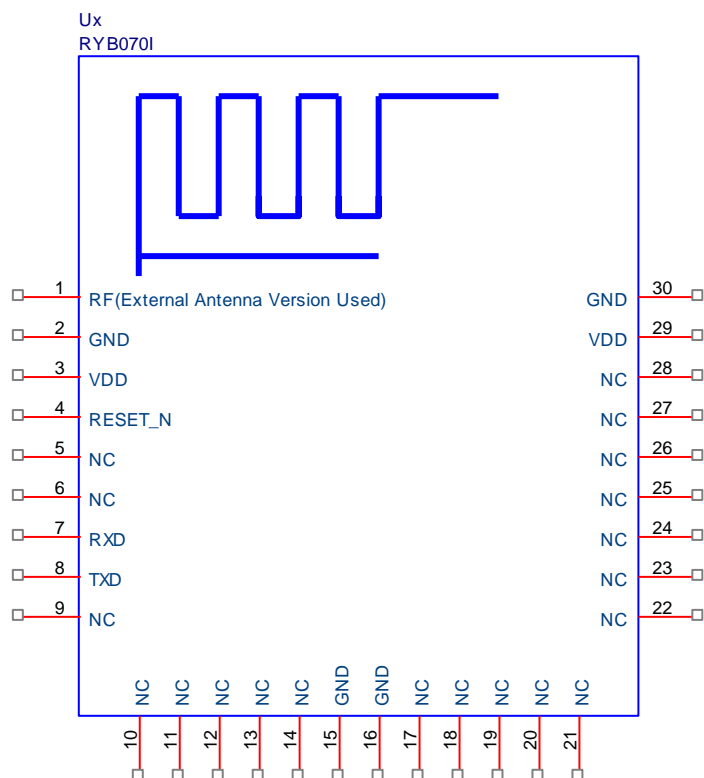 Ux
RYB070I
1 RF(External Antenna Version Used) GND 30
2 GND VDD 29
3 VDD NC 28
4 RESET_N NC 27
5 NC NC 26
6 NC NC 25
7 RXD NC 24
8 TXD NC 23
9 NC NC 22
NC NC NC NC NC GND GND NC NC NC NC NC
10 11 12 13 14 15 16 17 18 19 20 21